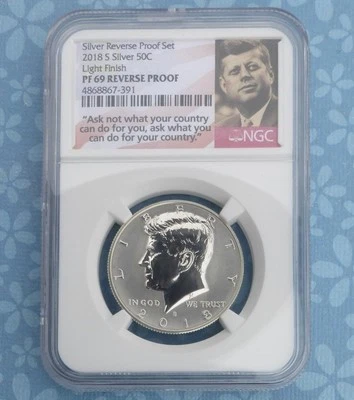 Silver Reverse Proof Set
2018 S Silver 50C
Light Finish
PF 69 REVERSE PROOF
4868867-391
"Ask not what your country
can do for you, ask what you
can do for your country."
NGC
LIBERTY
IN GOD WE TRUST
S
2018